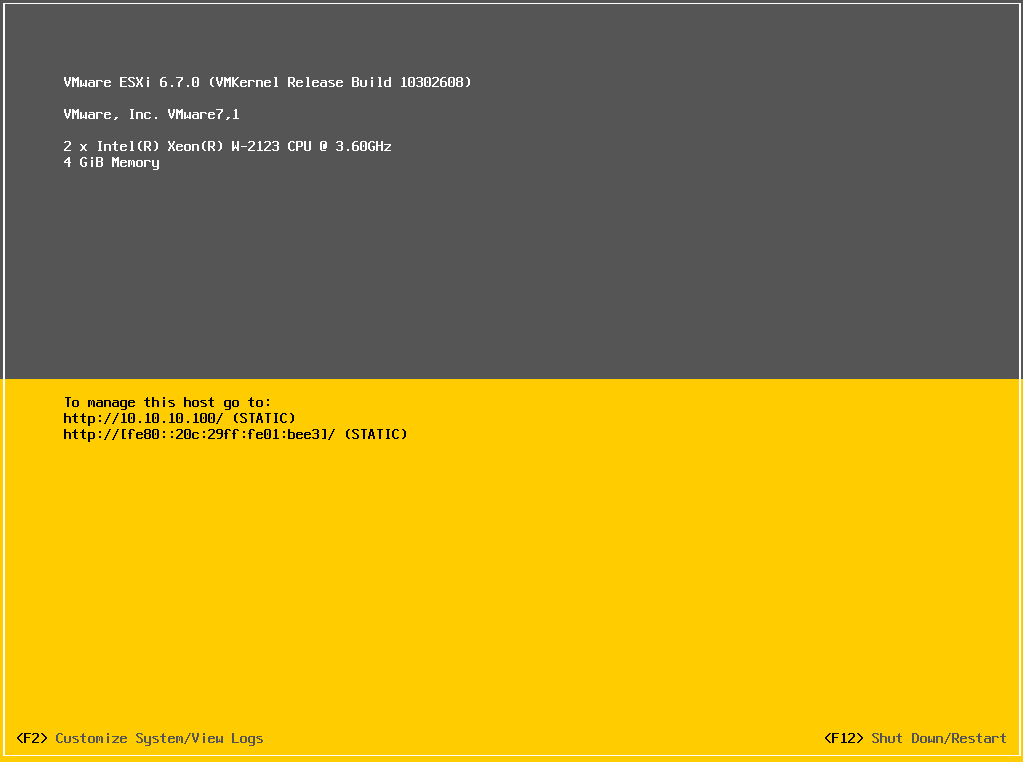 VMware ESXi 6.7.0 (VMKernel Release Build 10302608)
VMware, Inc. VMware7,1
2 x Intel(R) Xeon(R) W-2123 CPU @ 3.60GHz
4 GiB Memory
To manage this host go to:
http://10.10.10.100/ (STATIC)
http://[fe80::20c:29ff:fe01:bee3]/ (STATIC)
<F2> Customize System/View Logs
<F12> Shut Down/Restart